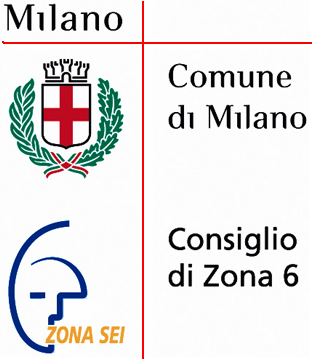 Milano
Comune
di Milano
Consiglio
di Zona 6
ZONA SEI